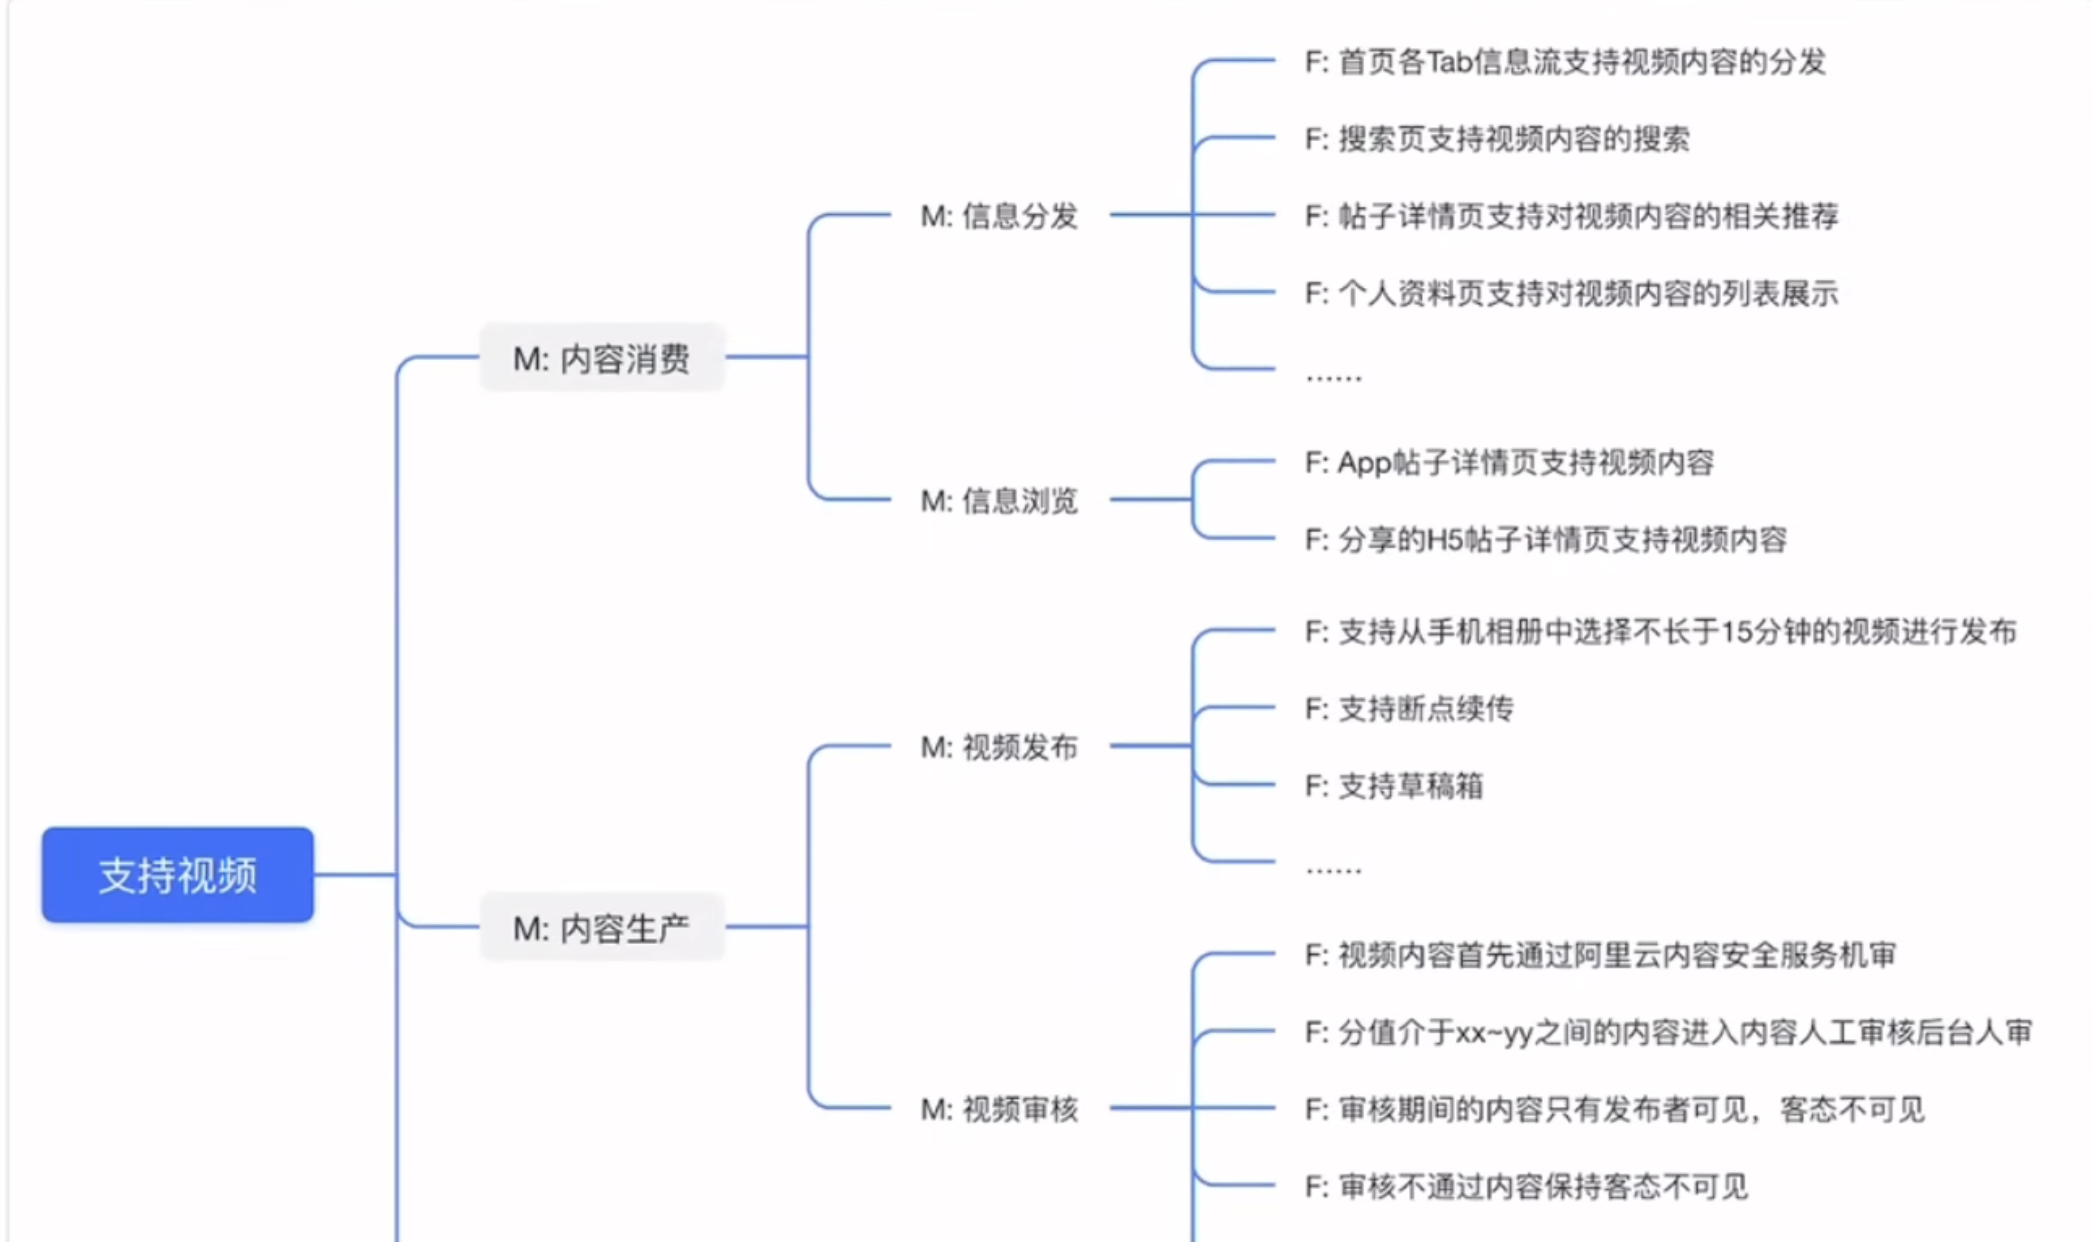 支持视频
M: 内容消费
M: 信息分发
F: 首页各Tab信息流支持视频内容的分发
F: 搜索页支持视频内容的搜索
F: 帖子详情页支持对视频内容的相关推荐
F: 个人资料页支持对视频内容的列表展示
......
M: 信息浏览
F: App帖子详情页支持视频内容
F: 分享的H5帖子详情页支持视频内容
M: 内容生产
M: 视频发布
F: 支持从手机相册中选择不长于15分钟的视频进行发布
F: 支持断点续传
F: 支持草稿箱
......
M: 视频审核
F: 视频内容首先通过阿里云内容安全服务机审
F: 分值介于xx~yy之间的内容进入内容人工审核后台人审
F: 审核期间的内容只有发布者可见，客态不可见
F: 审核不通过内容保持客态不可见